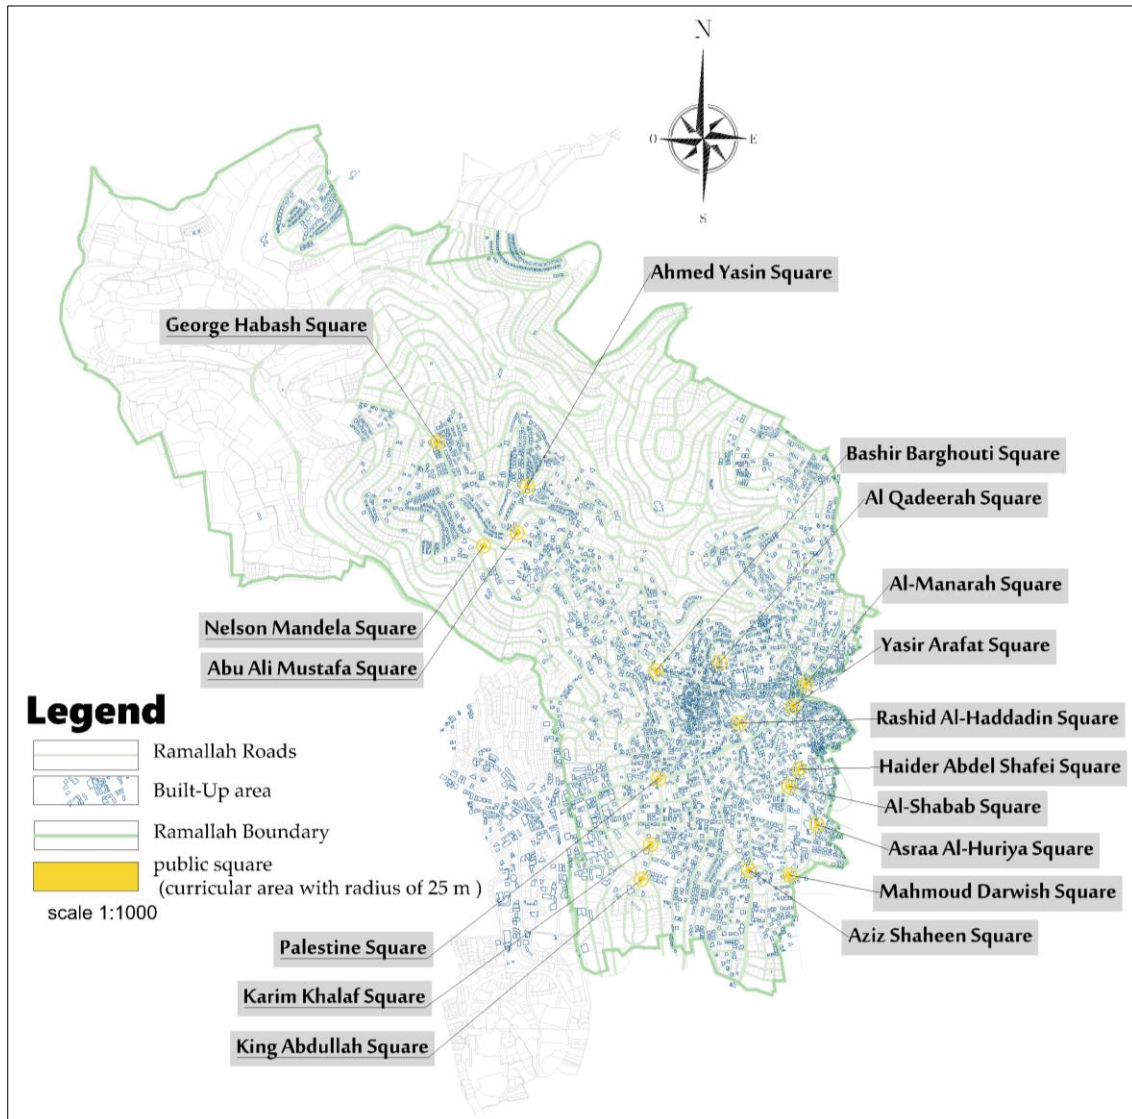 N
O
E
S
Ahmed Yasin Square
George Habash Square
Bashir Barghouti Square
Al Qadeerah Square
Al-Manarah Square
Nelson Mandela Square
Yasir Arafat Square
Abu Ali Mustafa Square
Legend
Rashid Al-Haddadin Square
Ramallah Roads
Haider Abdel Shafei Square
Built-Up area
Al-Shabab Square
Ramallah Boundary
Asraa Al-Huriya Square
public square
(curricular area with radius of 25 m )
Mahmoud Darwish Square
scale 1:1000
Aziz Shaheen Square
Palestine Square
Karim Khalaf Square
King Abdullah Square